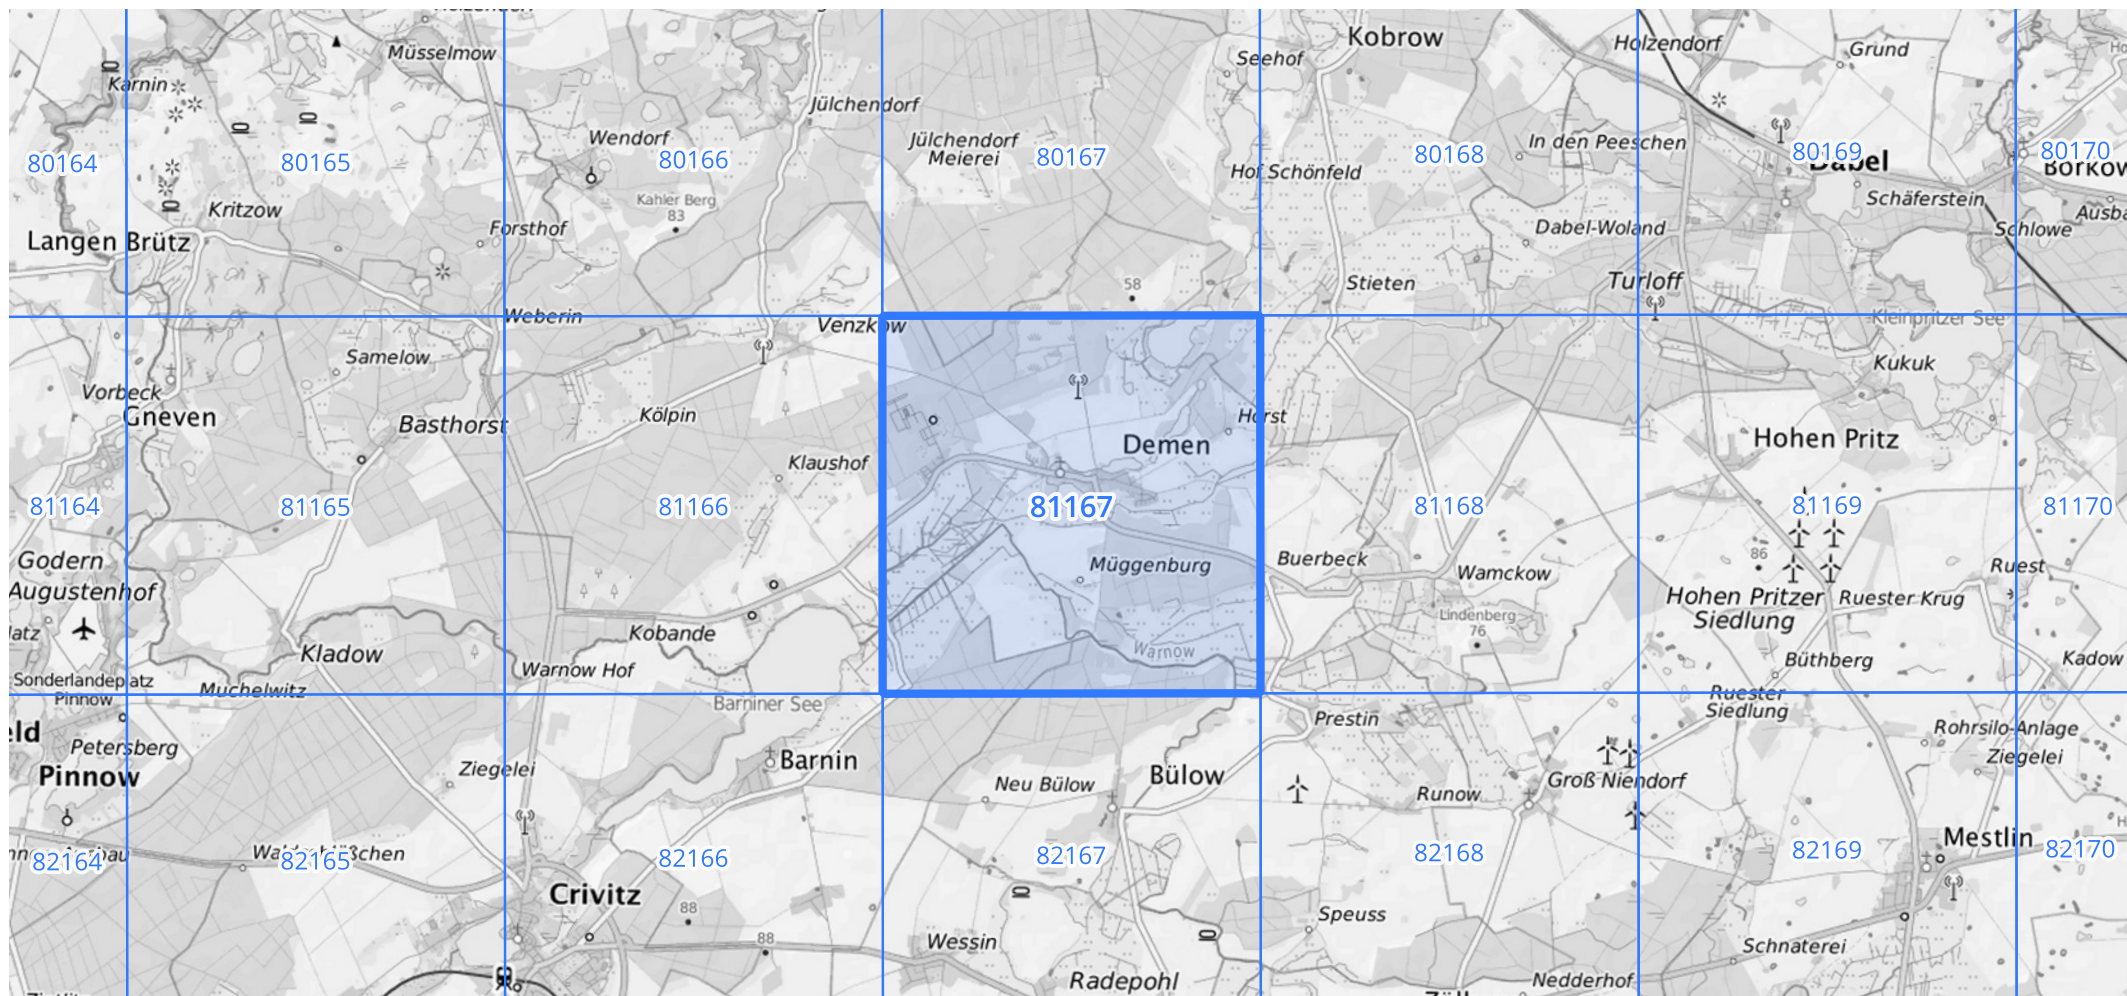 Müsselmow
Karnin
Kobrow
Seehof
Holzendorf
Grund
Jülchendorf
Wendorf
Jülchendorf
Meierei
In den Peeschen
80164
80165
80166
80167
80168
80169
80170
Dabel
Borkow
Hof Schönfeld
Kahler Berg
83
Schäferstein
Kritzow
Forsthof
Dabel-Woland
Schlowe
Langen Brütz
58
Stieten
Turloff
Weberin
Venzkow
Kleinpritzer See
Samelow
Kukuk
Vorbeck
Gneven
Basthorst
Kölpin
Horst
Demen
Hohen Pritz
Klaushof
81164
81165
81166
81167
81168
81169
81170
Godern
Augustenhof
Müggenburg
Buerbeck
Wamckow
86
Ruest
Hohen Pritzer
Siedlung
Ruester Krug
Lindenberg
76
latz
Kobande
Kladow
Warnow Hof
Warnow
Büthberg
Kadow
Sonderlandeplatz
Pinnow
Muchelwitz
Barniner See
Ruester
Siedlung
Prestin
eld
Petersberg
Pinnow
Ziegelei
Barnin
Neu Bülow
Bülow
Runow
Groß Niendorf
Rohrsilo-Anlage
Ziegelei
82164
82165
82166
82167
82168
82169
82170
Waldschlößchen
Mestlin
Crivitz
88
88
Speuss
Wessin
Schnaterei
Radepohl
Nedderhof